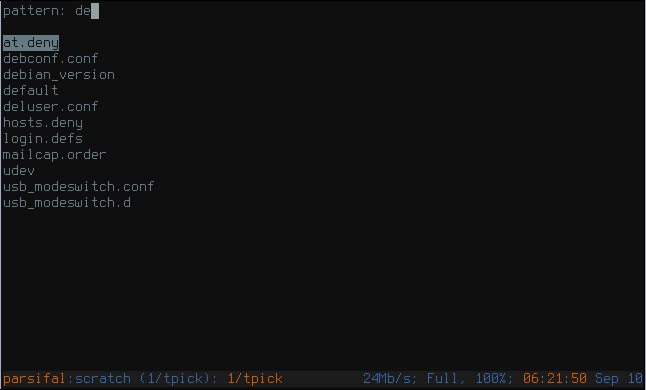 pattern: de
at.deny
debconf.conf
debian_version
default
deluser.conf
hosts.deny
login.defs
mailcap.order
udev
usb_modeswitch.conf
usb_modeswitch.d
parsifal:scratch (1/tpick): 1/tpick 24Mb/s; Full, 100%; 06:21:50 Sep 10